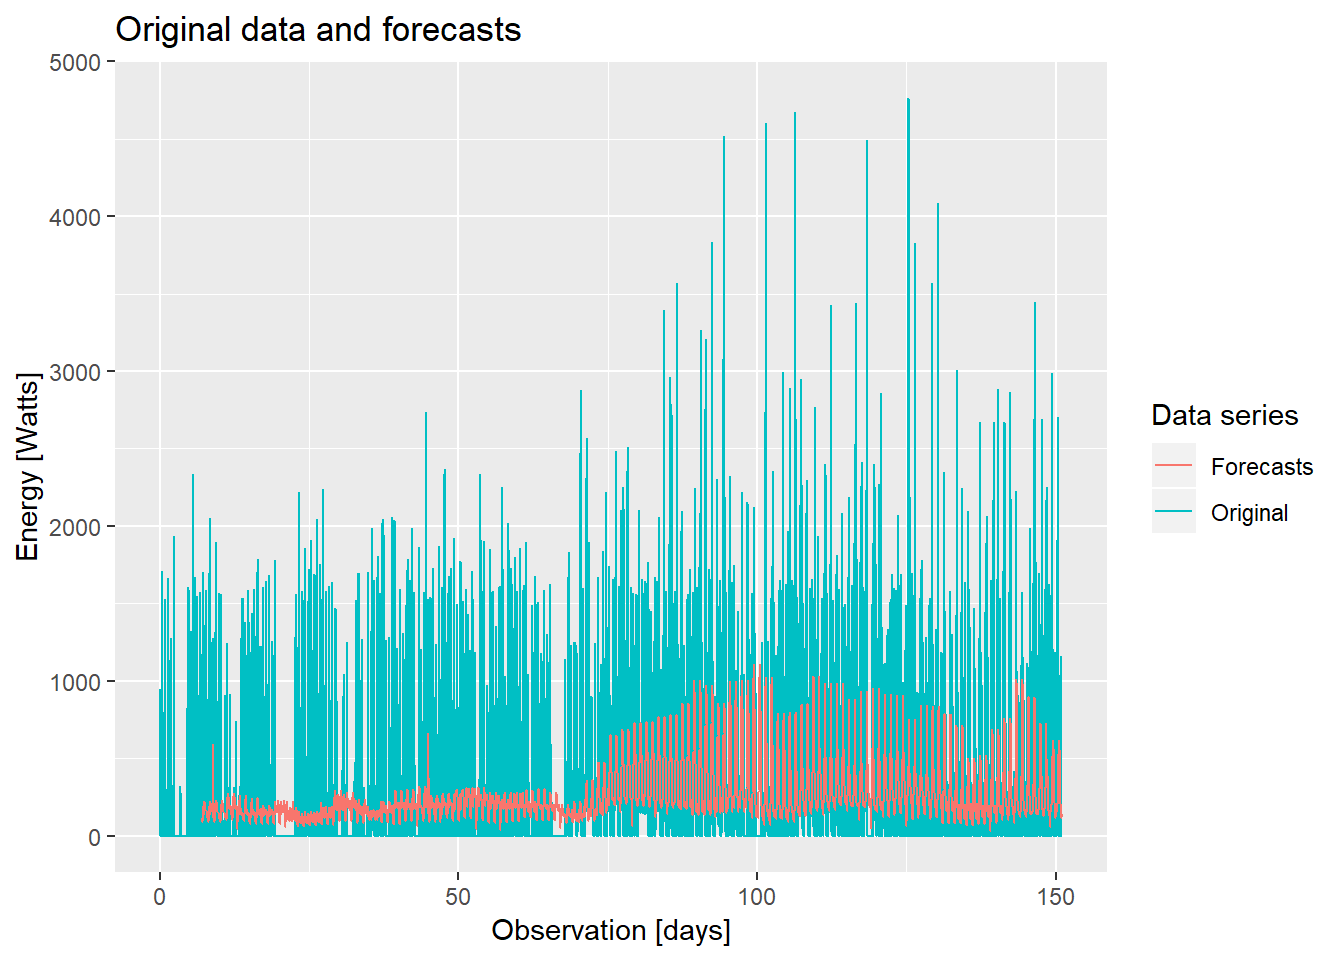 Original data and forecasts
5000
4000
3000
2000
1000
0
Energy [Watts]
0 50 100 150
Observation [days]
Data series
Forecasts
Original